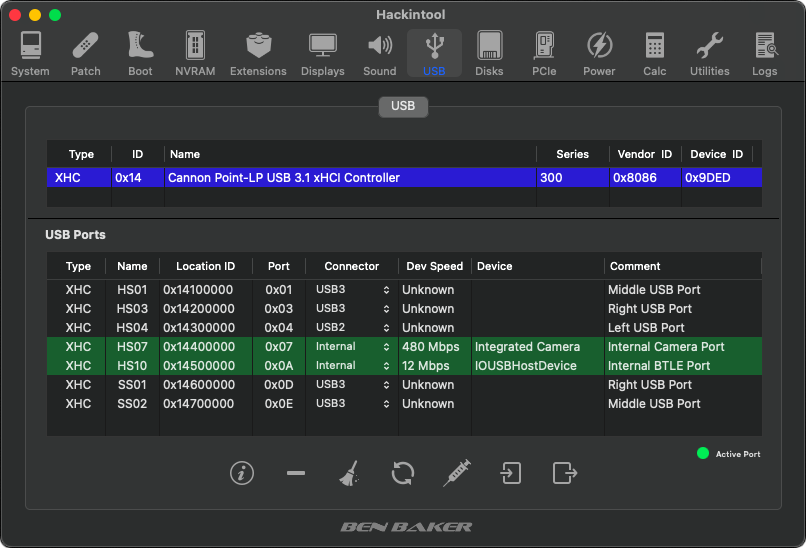 Hackintool
System Patch Boot NVRAM Extensions Displays Sound USB Disks PCIe Power Calc Utilities Logs
USB
Type ID Name Series Vendor ID Device ID
XHC 0x14 Cannon Point-LP USB 3.1 xHCI Controller 300 0x8086 0x9DED
USB Ports
Type Name Location ID Port Connector Dev Speed Device Comment
XHC HS01 0x14100000 0x01 USB3 Unknown Middle USB Port
XHC HS03 0x14200000 0x03 USB3 Unknown Right USB Port
XHC HS04 0x14300000 0x04 USB2 Unknown Left USB Port
XHC HS07 0x14400000 0x07 Internal 480 Mbps Integrated Camera Internal Camera Port
XHC HS10 0x14500000 0x0A Internal 12 Mbps IOUSBHostDevice Internal BTLE Port
XHC SS01 0x14600000 0x0D USB3 Unknown Right USB Port
XHC SS02 0x14700000 0x0E USB3 Unknown Middle USB Port
Active Port
BEN BAKER